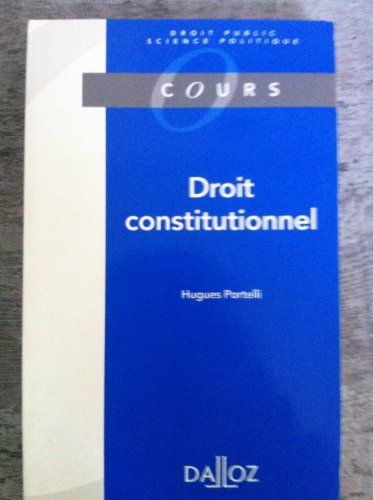 DROIT PUBLIC
SCIENCE POLITIQUE
COURS
Droit
constitutionnel
Hugues Portelli
DALLOZ